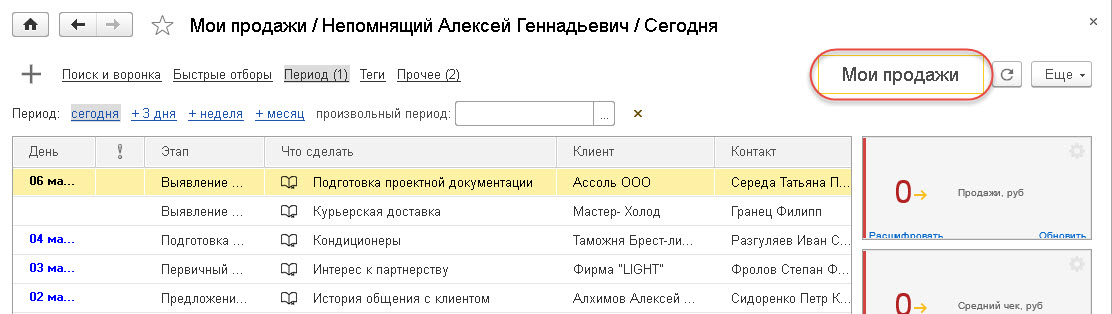 Мои продажи / Непомнящий Алексей Геннадьевич / Сегодня
Поиск и воронка Быстрые отборы Период (1) Теги Прочее (2) Мои продажи Еще
Период: сегодня + 3 дня + неделя + месяц произвольный период: ...
День Этап Что сделать Клиент Контакт
06 ма... Выявление ... Подготовка проектной документации Ассоль ООО Середа Татьяна П...
Выявление ... Курьерская доставка Мастер- Холод Гранец Филипп
04 ма... Подготовка ... Кондиционеры Таможня Брест-ли... Разгуляев Иван С...
03 ма... Первичный ... Интерес к партнерству Фирма "LIGHT" Фролов Степан Ф...
02 ма... Предложени... История общения с клиентом Алхимов Алексей ... Сидоренко Петр К...
0 Продажи, руб
Расшифровать Обновить
0 Средний чек, руб